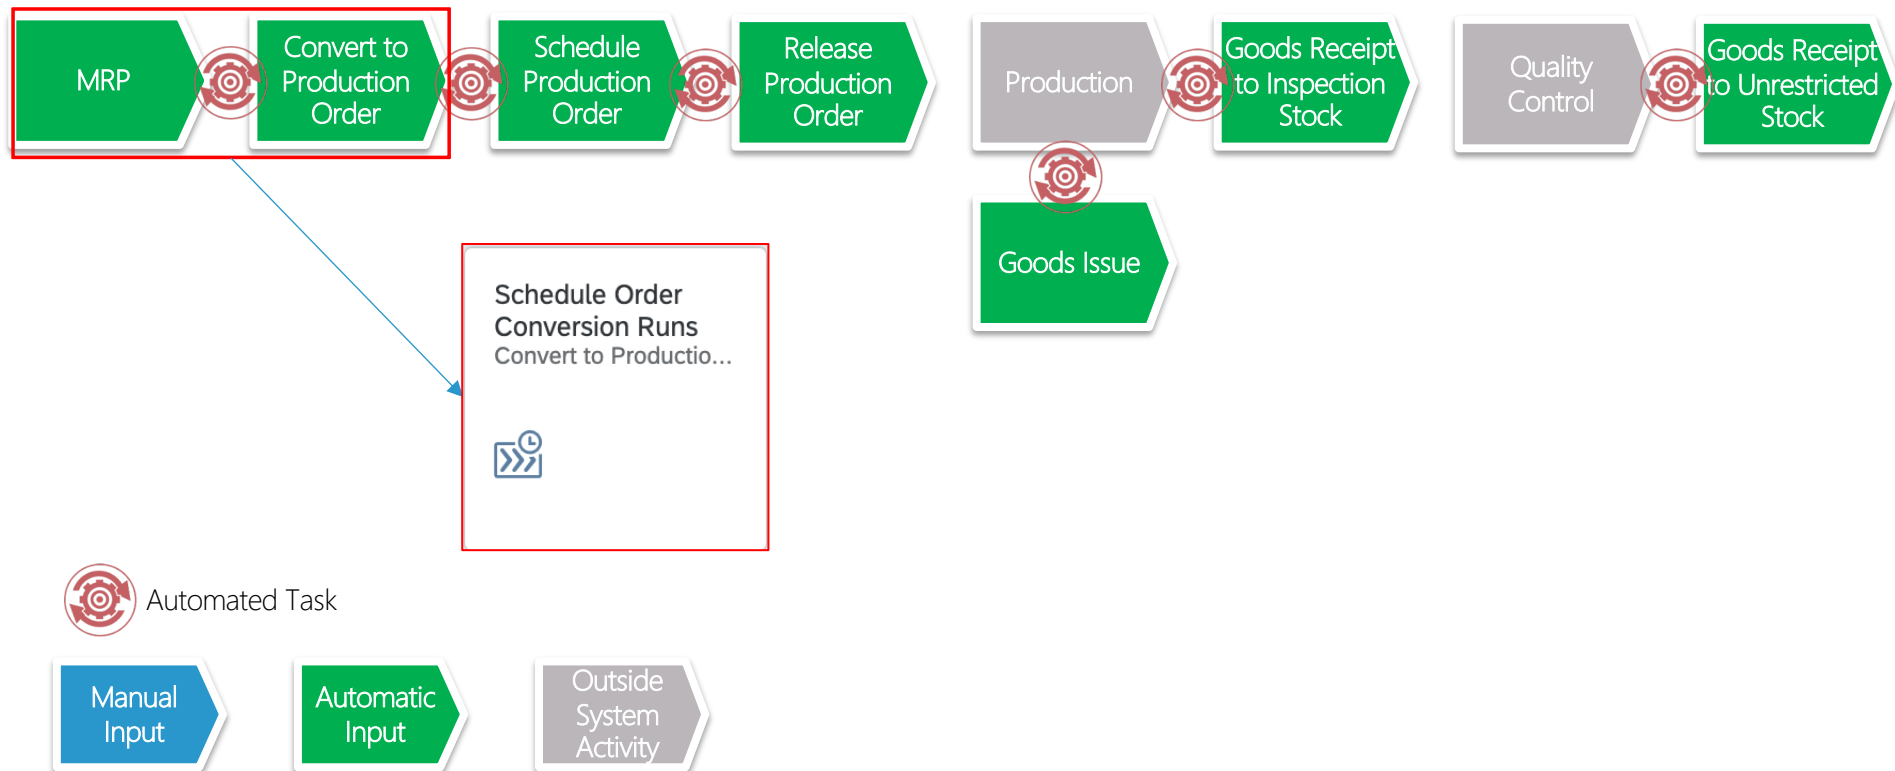 MRP
Convert to
Production
Order
Schedule
Production
Order
Release
Production
Order
Production
Goods Receipt
to Inspection
Stock
Quality
Control
Goods Receipt
to Unrestricted
Stock
Goods Issue
Schedule Order
Conversion Runs
Convert to Productio...
Automated Task
Manual
Input
Automatic
Input
Outside
System
Activity